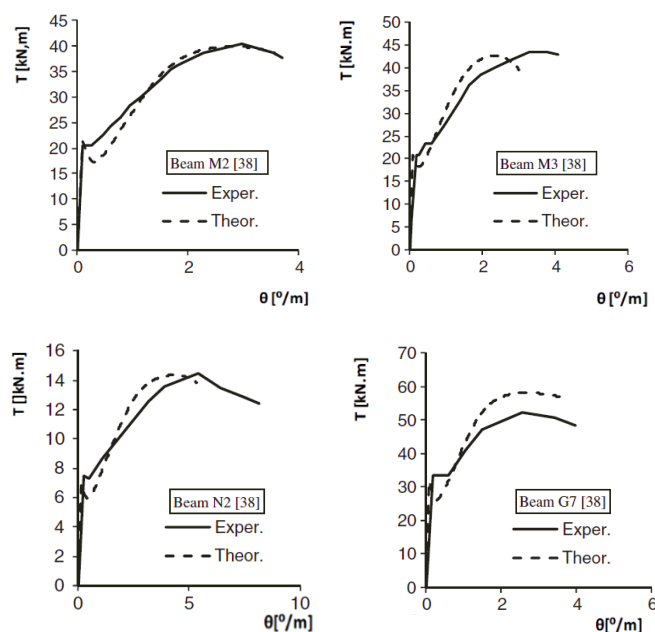 T [kN,m]
45
40
35
30
25
20
15
10
5
0
Beam M2 [38]
Exper.
Theor.
0 2 4
θ [º/m]
T [kN.m]
50
45
40
35
30
25
20
15
10
5
0
Beam M3 [38]
Exper.
Theor.
0 2 4 6
θ [º/m]
T []kN.m]
16
14
12
10
8
6
4
2
0
Beam N2 [38]
Exper.
Theor.
0 5 10
θ[º/m]
T [kN.m]
70
60
50
40
30
20
10
0
Beam G7 [38]
Exper.
Theor.
0 2 4 6
θ [º/m]